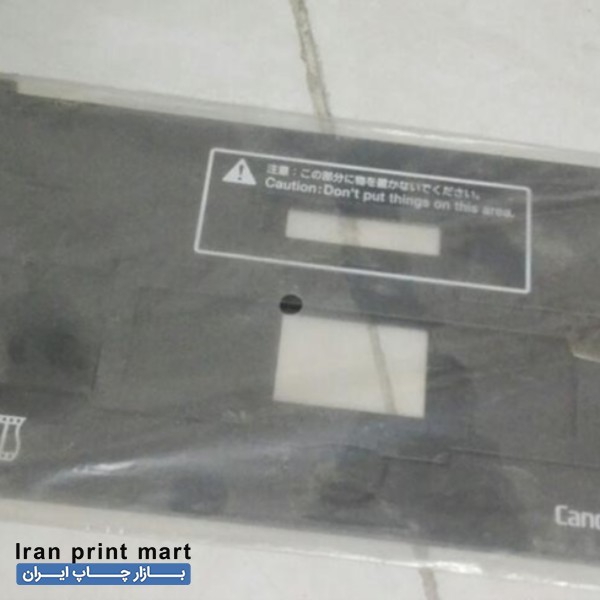 注意:この部分に物を置かないでください。
Caution:Don't put things on this area.
Cano
Iran print mart
بازار چاپ ایران